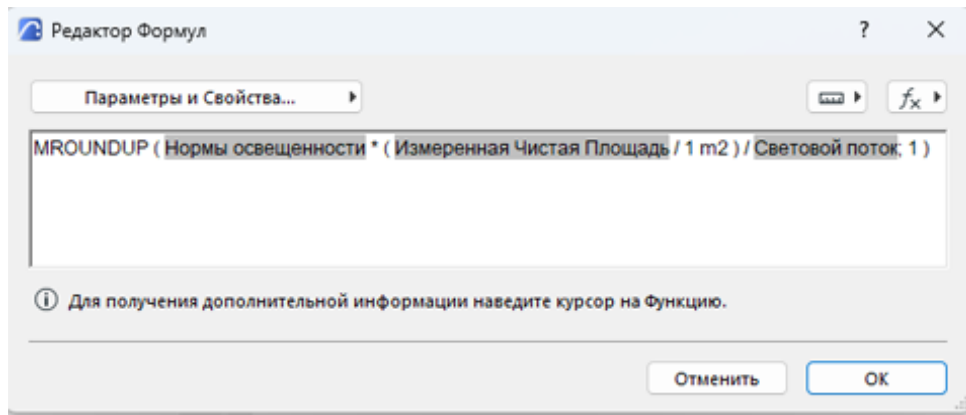 Редактор Формул ? ×
Параметры и Свойства... fx
MROUNDUP ( Нормы освещенности * ( Измеренная Чистая Площадь / 1 m2 ) / Световой поток; 1 )
Для получения дополнительной информации наведите курсор на Функцию.
Отменить OK